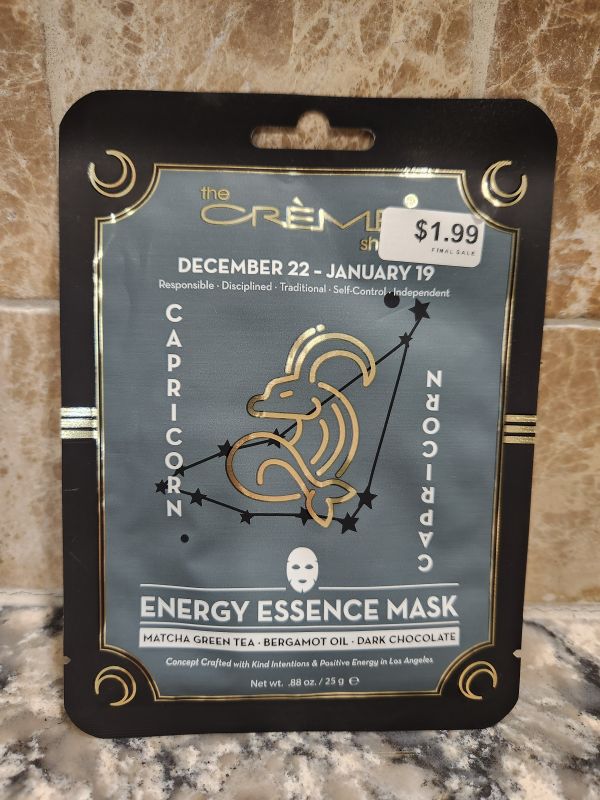 the
CRÈME
sh
$1.99
FINAL SALE
DECEMBER 22 - JANUARY 19
Responsible · Disciplined · Traditional · Self-Control · Independent
CAPRICORN
CAPRICORN
ENERGY ESSENCE MASK
MATCHA GREEN TEA · BERGAMOT OIL · DARK CHOCOLATE
Concept Crafted with Kind Intentions & Positive Energy in Los Angeles
Net wt. .88 oz. / 25 g ℮